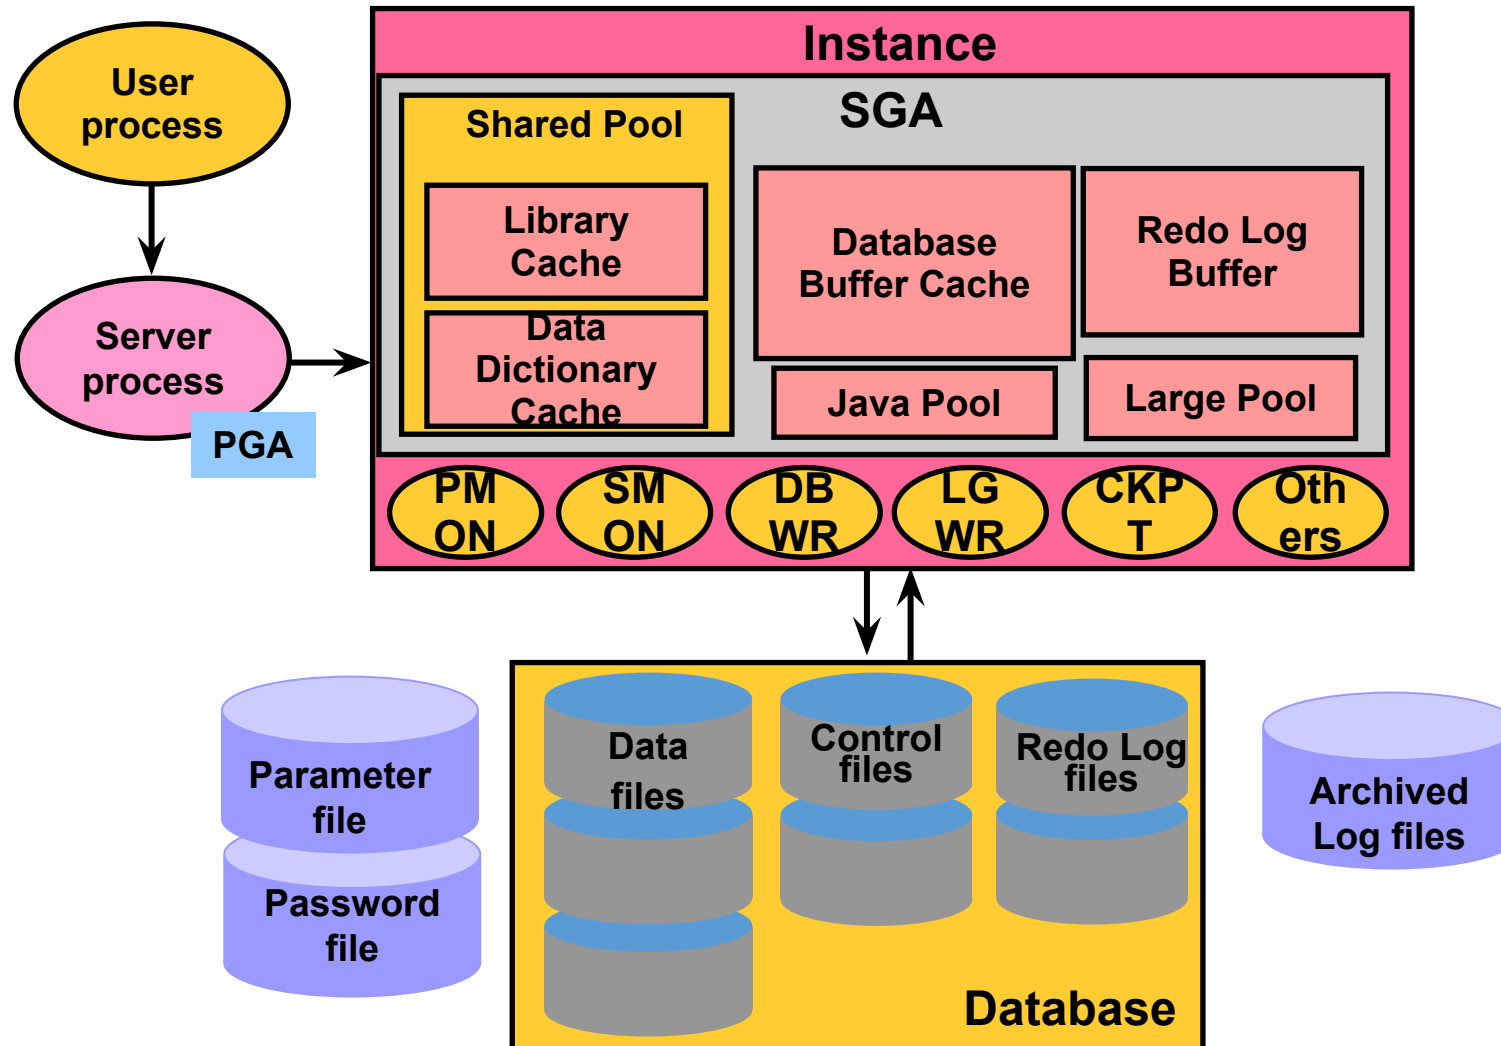 User
process
Server
process
PGA
Instance
SGA
Shared Pool
Library
Cache
Data
Dictionary
Cache
Database
Buffer Cache
Redo Log
Buffer
Java Pool
Large Pool
PM
ON
SM
ON
DB
WR
LG
WR
CKP
T
Oth
ers
Parameter
file
Password
file
Data
files
Control
files
Redo Log
files
Database
Archived
Log files